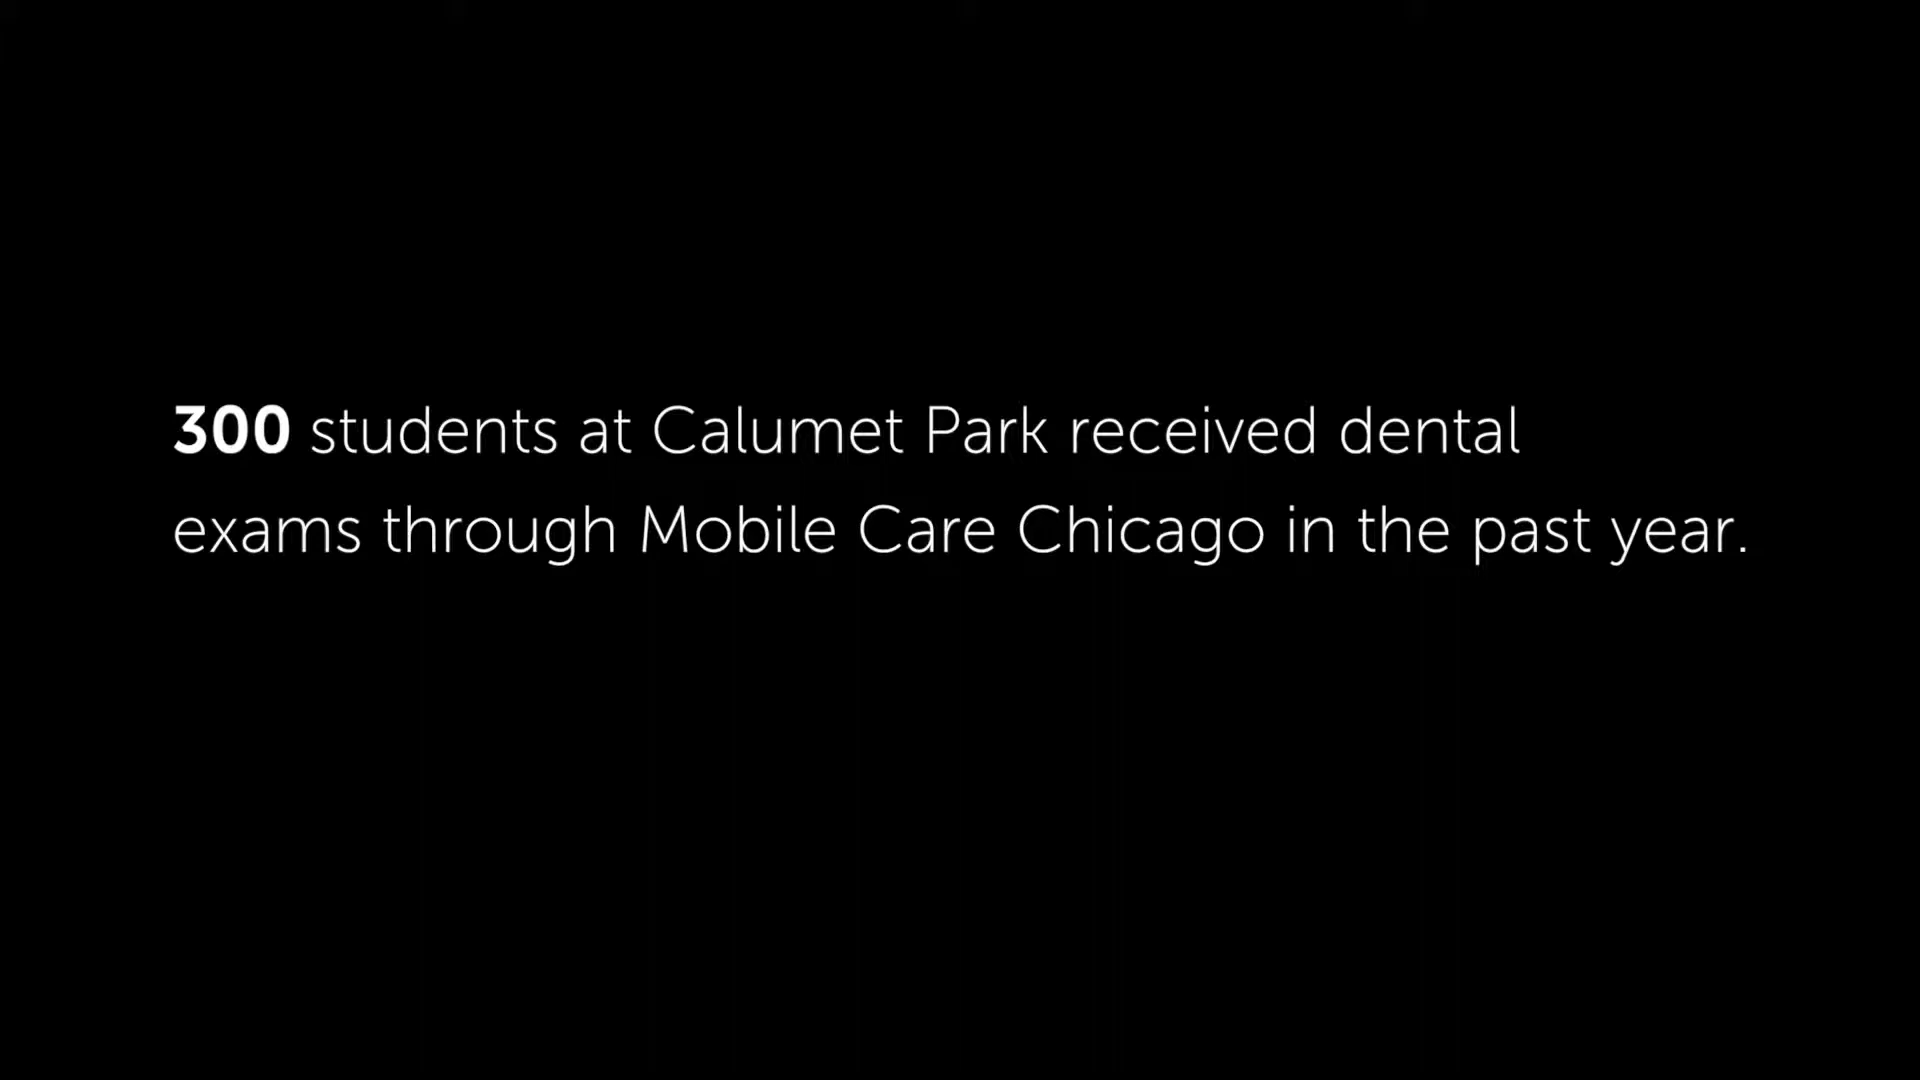 300 students at Calumet Park received dental
exams through Mobile Care Chicago in the past year.